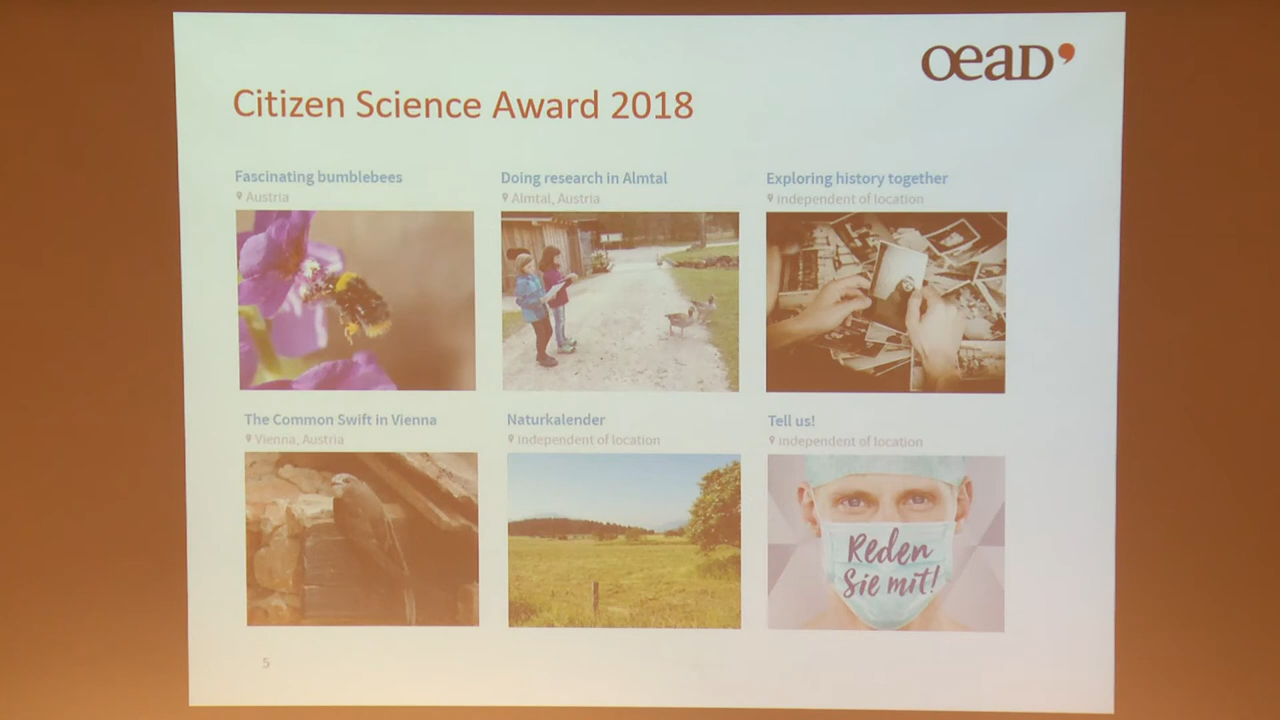 OeAD'
Citizen Science Award 2018
Fascinating bumblebees
Austria
Doing research in Almtal
Almtal, Austria
Exploring history together
independent of location
The Common Swift in Vienna
Vienna, Austria
Naturkalender
independent of location
Tell us!
independent of location
Reden
Sie mit!
5